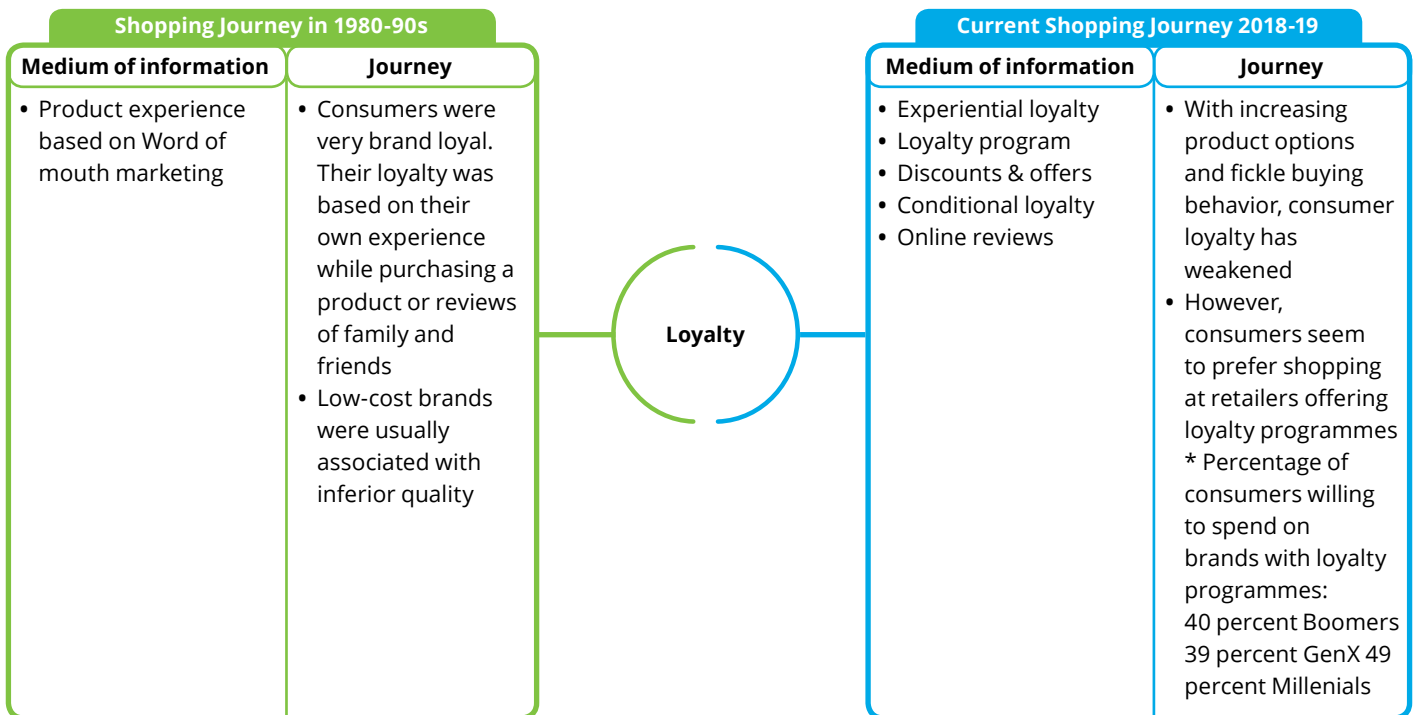 Shopping Journey in 1980-90s
Medium of information
Journey
• Product experience
based on Word of
mouth marketing
• Consumers were
very brand loyal.
Their loyalty was
based on their
own experience
while purchasing a
product or reviews
of family and
friends
• Low-cost brands
were usually
associated with
inferior quality
Loyalty
Current Shopping Journey 2018-19
Medium of information
Journey
• Experiential loyalty
• Loyalty program
• Discounts & offers
• Conditional loyalty
• Online reviews
• With increasing
product options
and fickle buying
behavior, consumer
loyalty has
weakened
• However,
consumers seem
to prefer shopping
at retailers offering
loyalty programmes
* Percentage of
consumers willing
to spend on
brands with loyalty
programmes:
40 percent Boomers
39 percent GenX 49
percent Millenials